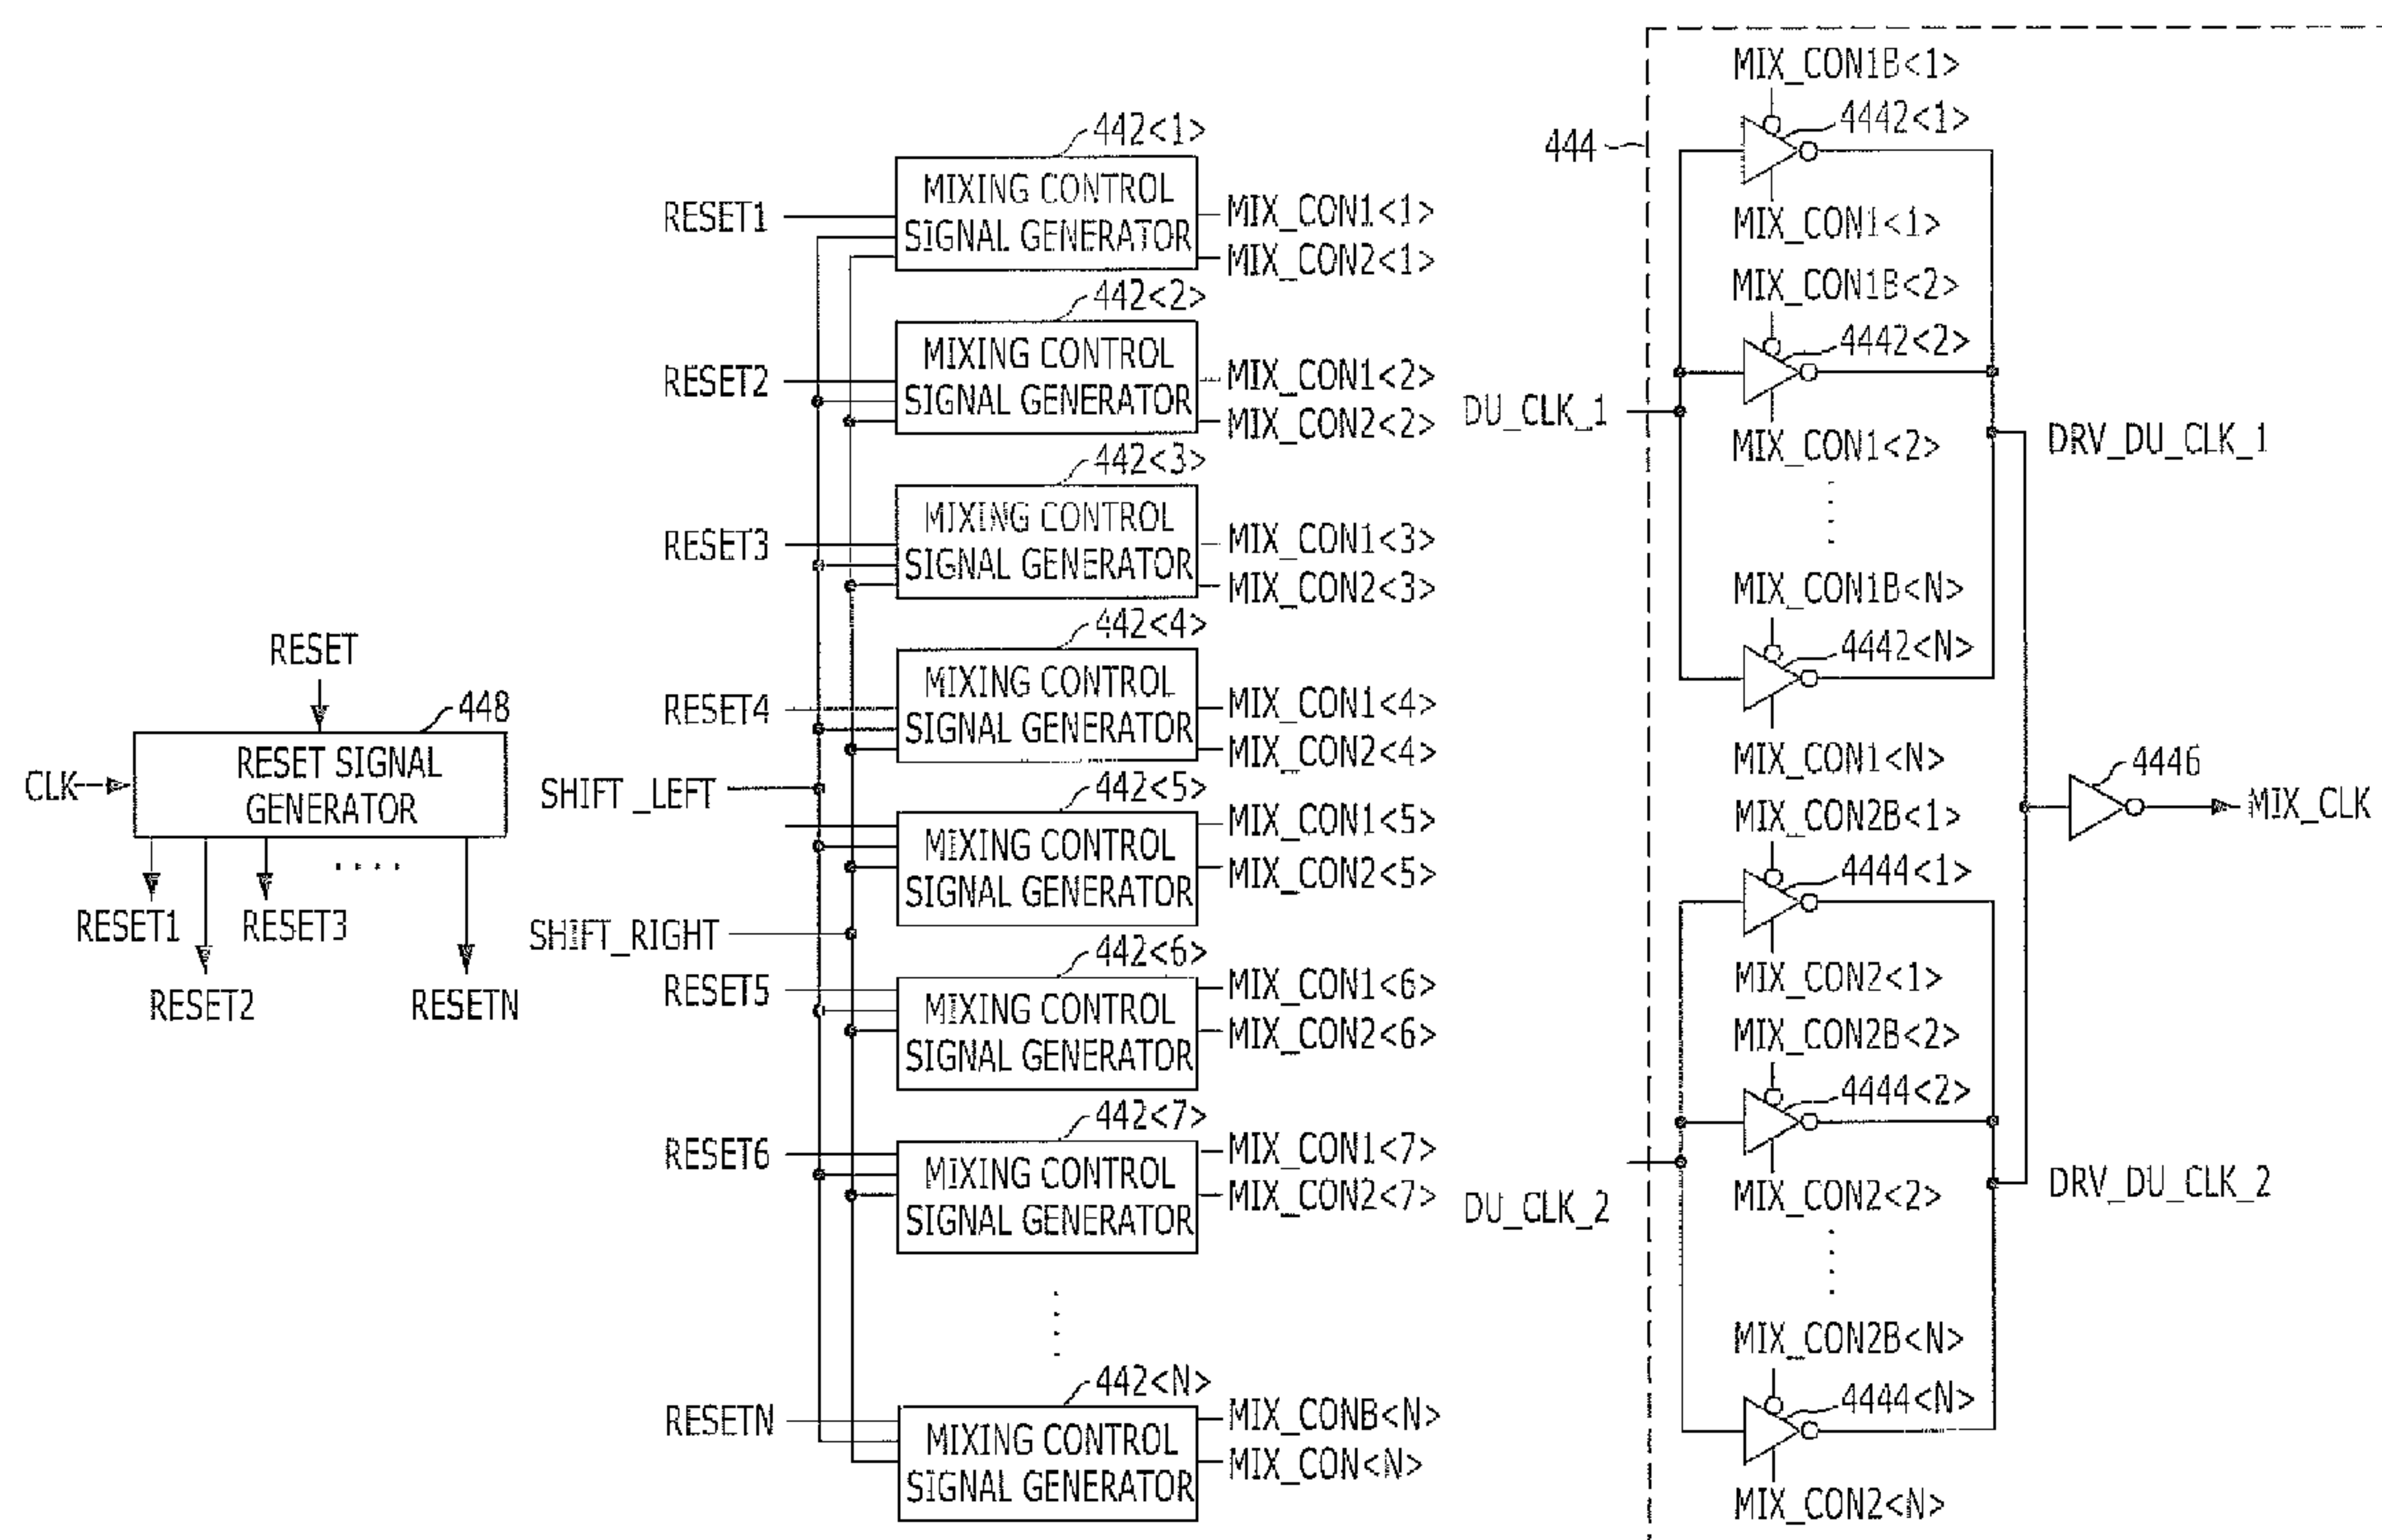 RESET
448
CLK
RESET SIGNAL
GENERATOR
. . . .
RESET1
RESET3
RESET2
RESETN
442<1>
RESET1
MIXING CONTROL
SIGNAL GENERATOR
MIX_CON1<1>
MIX_CON2<1>
442<2>
RESET2
MIXING CONTROL
SIGNAL GENERATOR
MIX_CON1<2>
MIX_CON2<2>
442<3>
RESET3
MIXING CONTROL
SIGNAL GENERATOR
MIX_CON1<3>
MIX_CON2<3>
442<4>
RESET4
MIXING CONTROL
SIGNAL GENERATOR
MIX_CON1<4>
MIX_CON2<4>
SHIFT_LEFT
442<5>
MIXING CONTROL
SIGNAL GENERATOR
MIX_CON1<5>
MIX_CON2<5>
SHIFT_RIGHT
442<6>
RESET5
MIXING CONTROL
SIGNAL GENERATOR
MIX_CON1<6>
MIX_CON2<6>
442<7>
RESET6
MIXING CONTROL
SIGNAL GENERATOR
MIX_CON1<7>
MIX_CON2<7>
442<N>
RESETN
MIXING CONTROL
SIGNAL GENERATOR
MIX_CONB<N>
MIX_CON<N>
444
MIX_CON1B<1>
4442<1>
MIX_CON1<1>
MIX_CON1B<2>
4442<2>
DU_CLK_1
MIX_CON1<2>
DRV_DU_CLK_1
MIX_CON1B<N>
4442<N>
MIX_CON1<N>
4446
MIX_CLK
MIX_CON2B<1>
4444<1>
MIX_CON2<1>
MIX_CON2B<2>
4444<2>
DU_CLK_2
MIX_CON2<2>
DRV_DU_CLK_2
MIX_CON2B<N>
4444<N>
MIX_CON2<N>